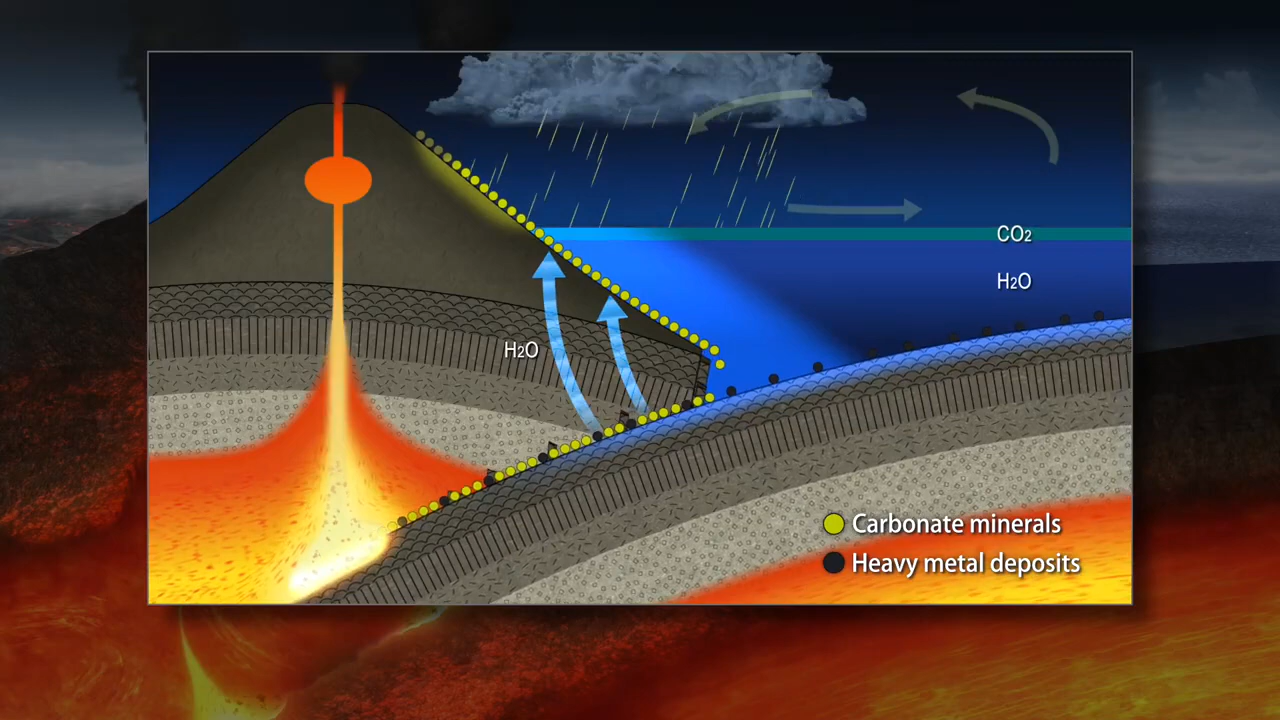 CO2
H2O
H2O
Carbonate minerals
Heavy metal deposits